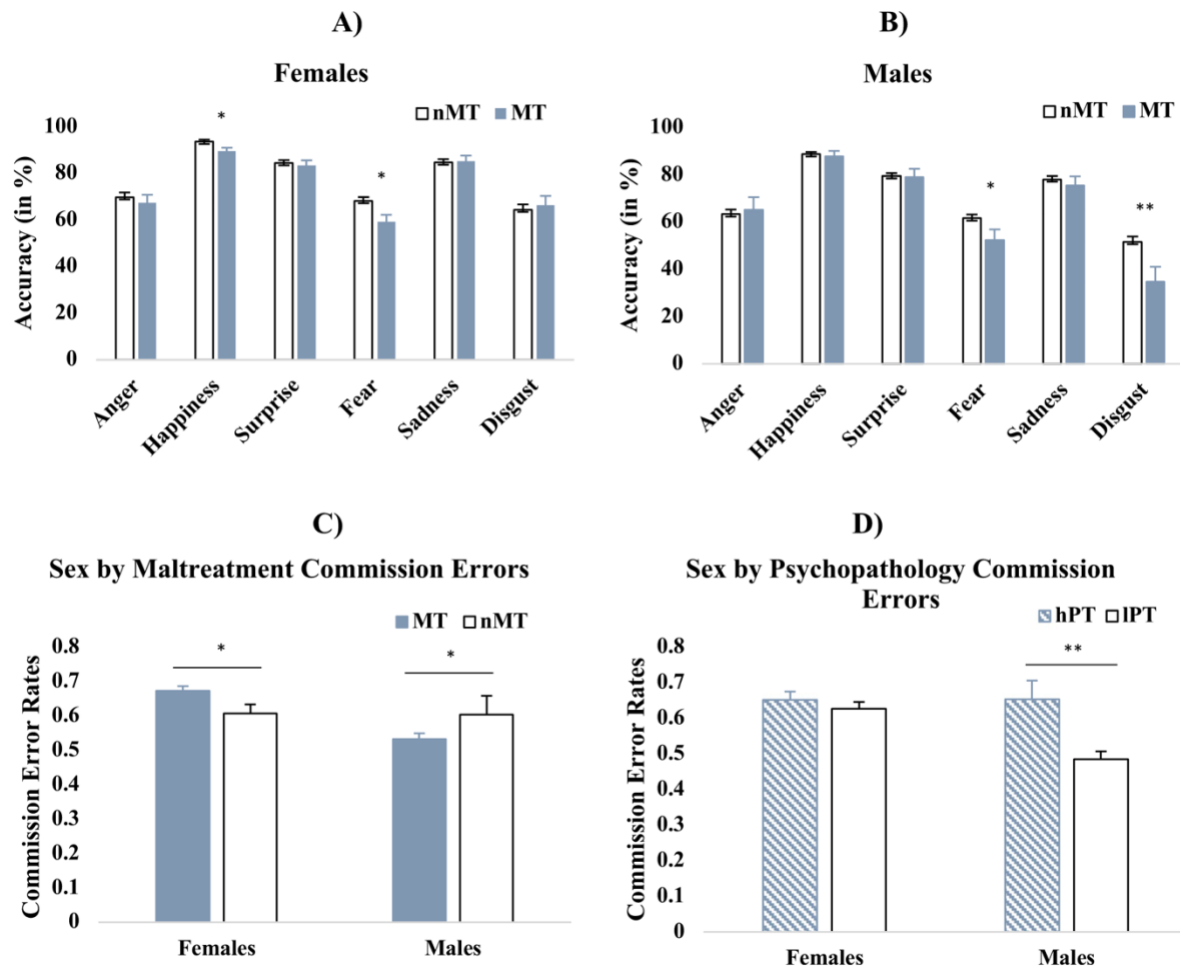 A)
Females
nMT MT
Accuracy (in %)
100
80
60
40
20
0
*
*
Anger
Happiness
Surprise
Fear
Sadness
Disgust
B)
Males
nMT MT
Accuracy (in %)
100
80
60
40
20
0
*
**
Anger
Happiness
Surprise
Fear
Sadness
Disgust
C)
Sex by Maltreatment Commission Errors
MT nMT
Commission Error Rates
0.8
0.7
0.6
0.5
0.4
0.3
0.2
0.1
0
*
*
Females Males
D)
Sex by Psychopathology Commission
Errors
hPT lPT
Commission Error Rates
0.8
0.7
0.6
0.5
0.4
0.3
0.2
0.1
0
**
Females Males